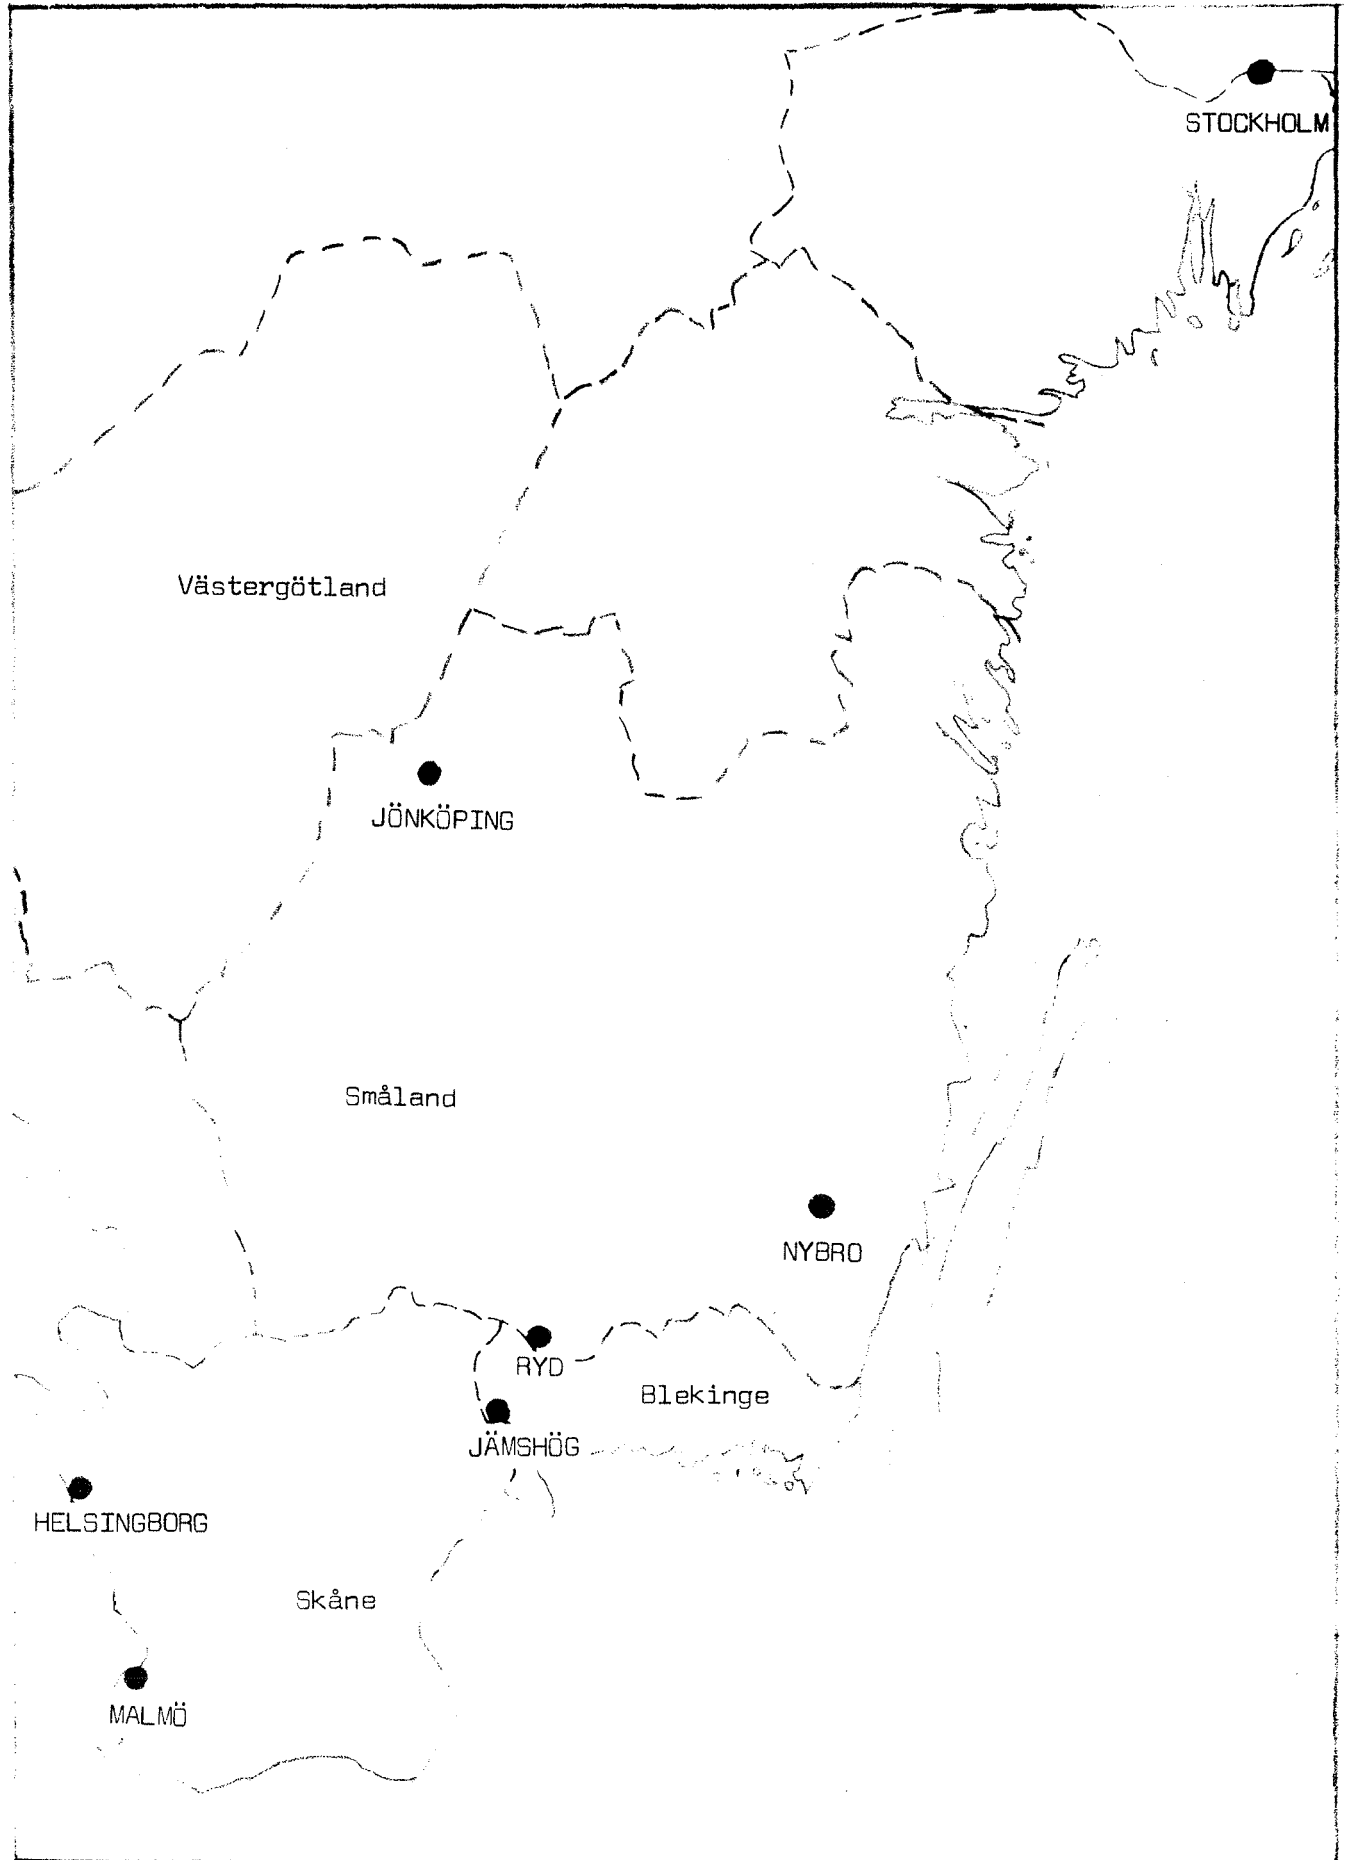 STOCKHOLM
Västergötland
JÖNKÖPING
Småland
NYBRO
RYD
Blekinge
JÄMSHÖG
HELSINGBORG
Skåne
MALMÖ